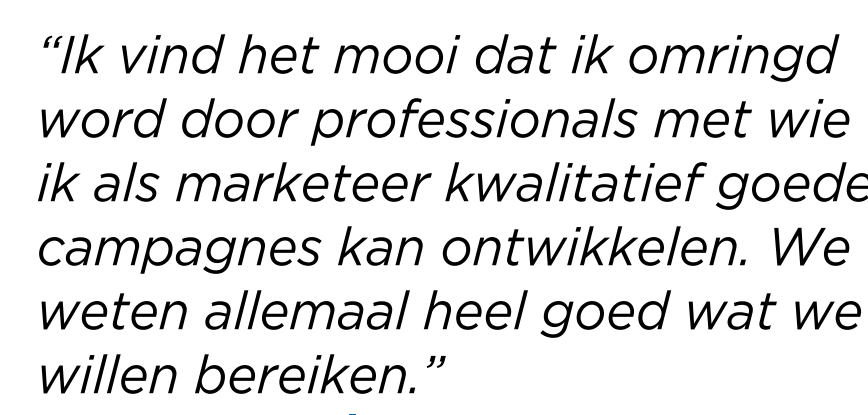 “Ik vind het mooi dat ik omringd
word door professionals met wie
ik als marketeer kwalitatief goede
campagnes kan ontwikkelen. We
weten allemaal heel goed wat we
willen bereiken.”